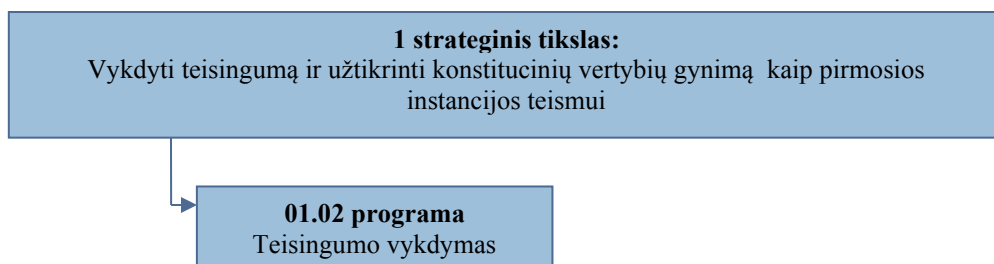 1 strateginis tikslas:
Vykdyti teisingumą ir užtikrinti konstitucinių vertybių gynimą  kaip pirmosios
instancijos teismui
01.02 programa
Teisingumo vykdymas